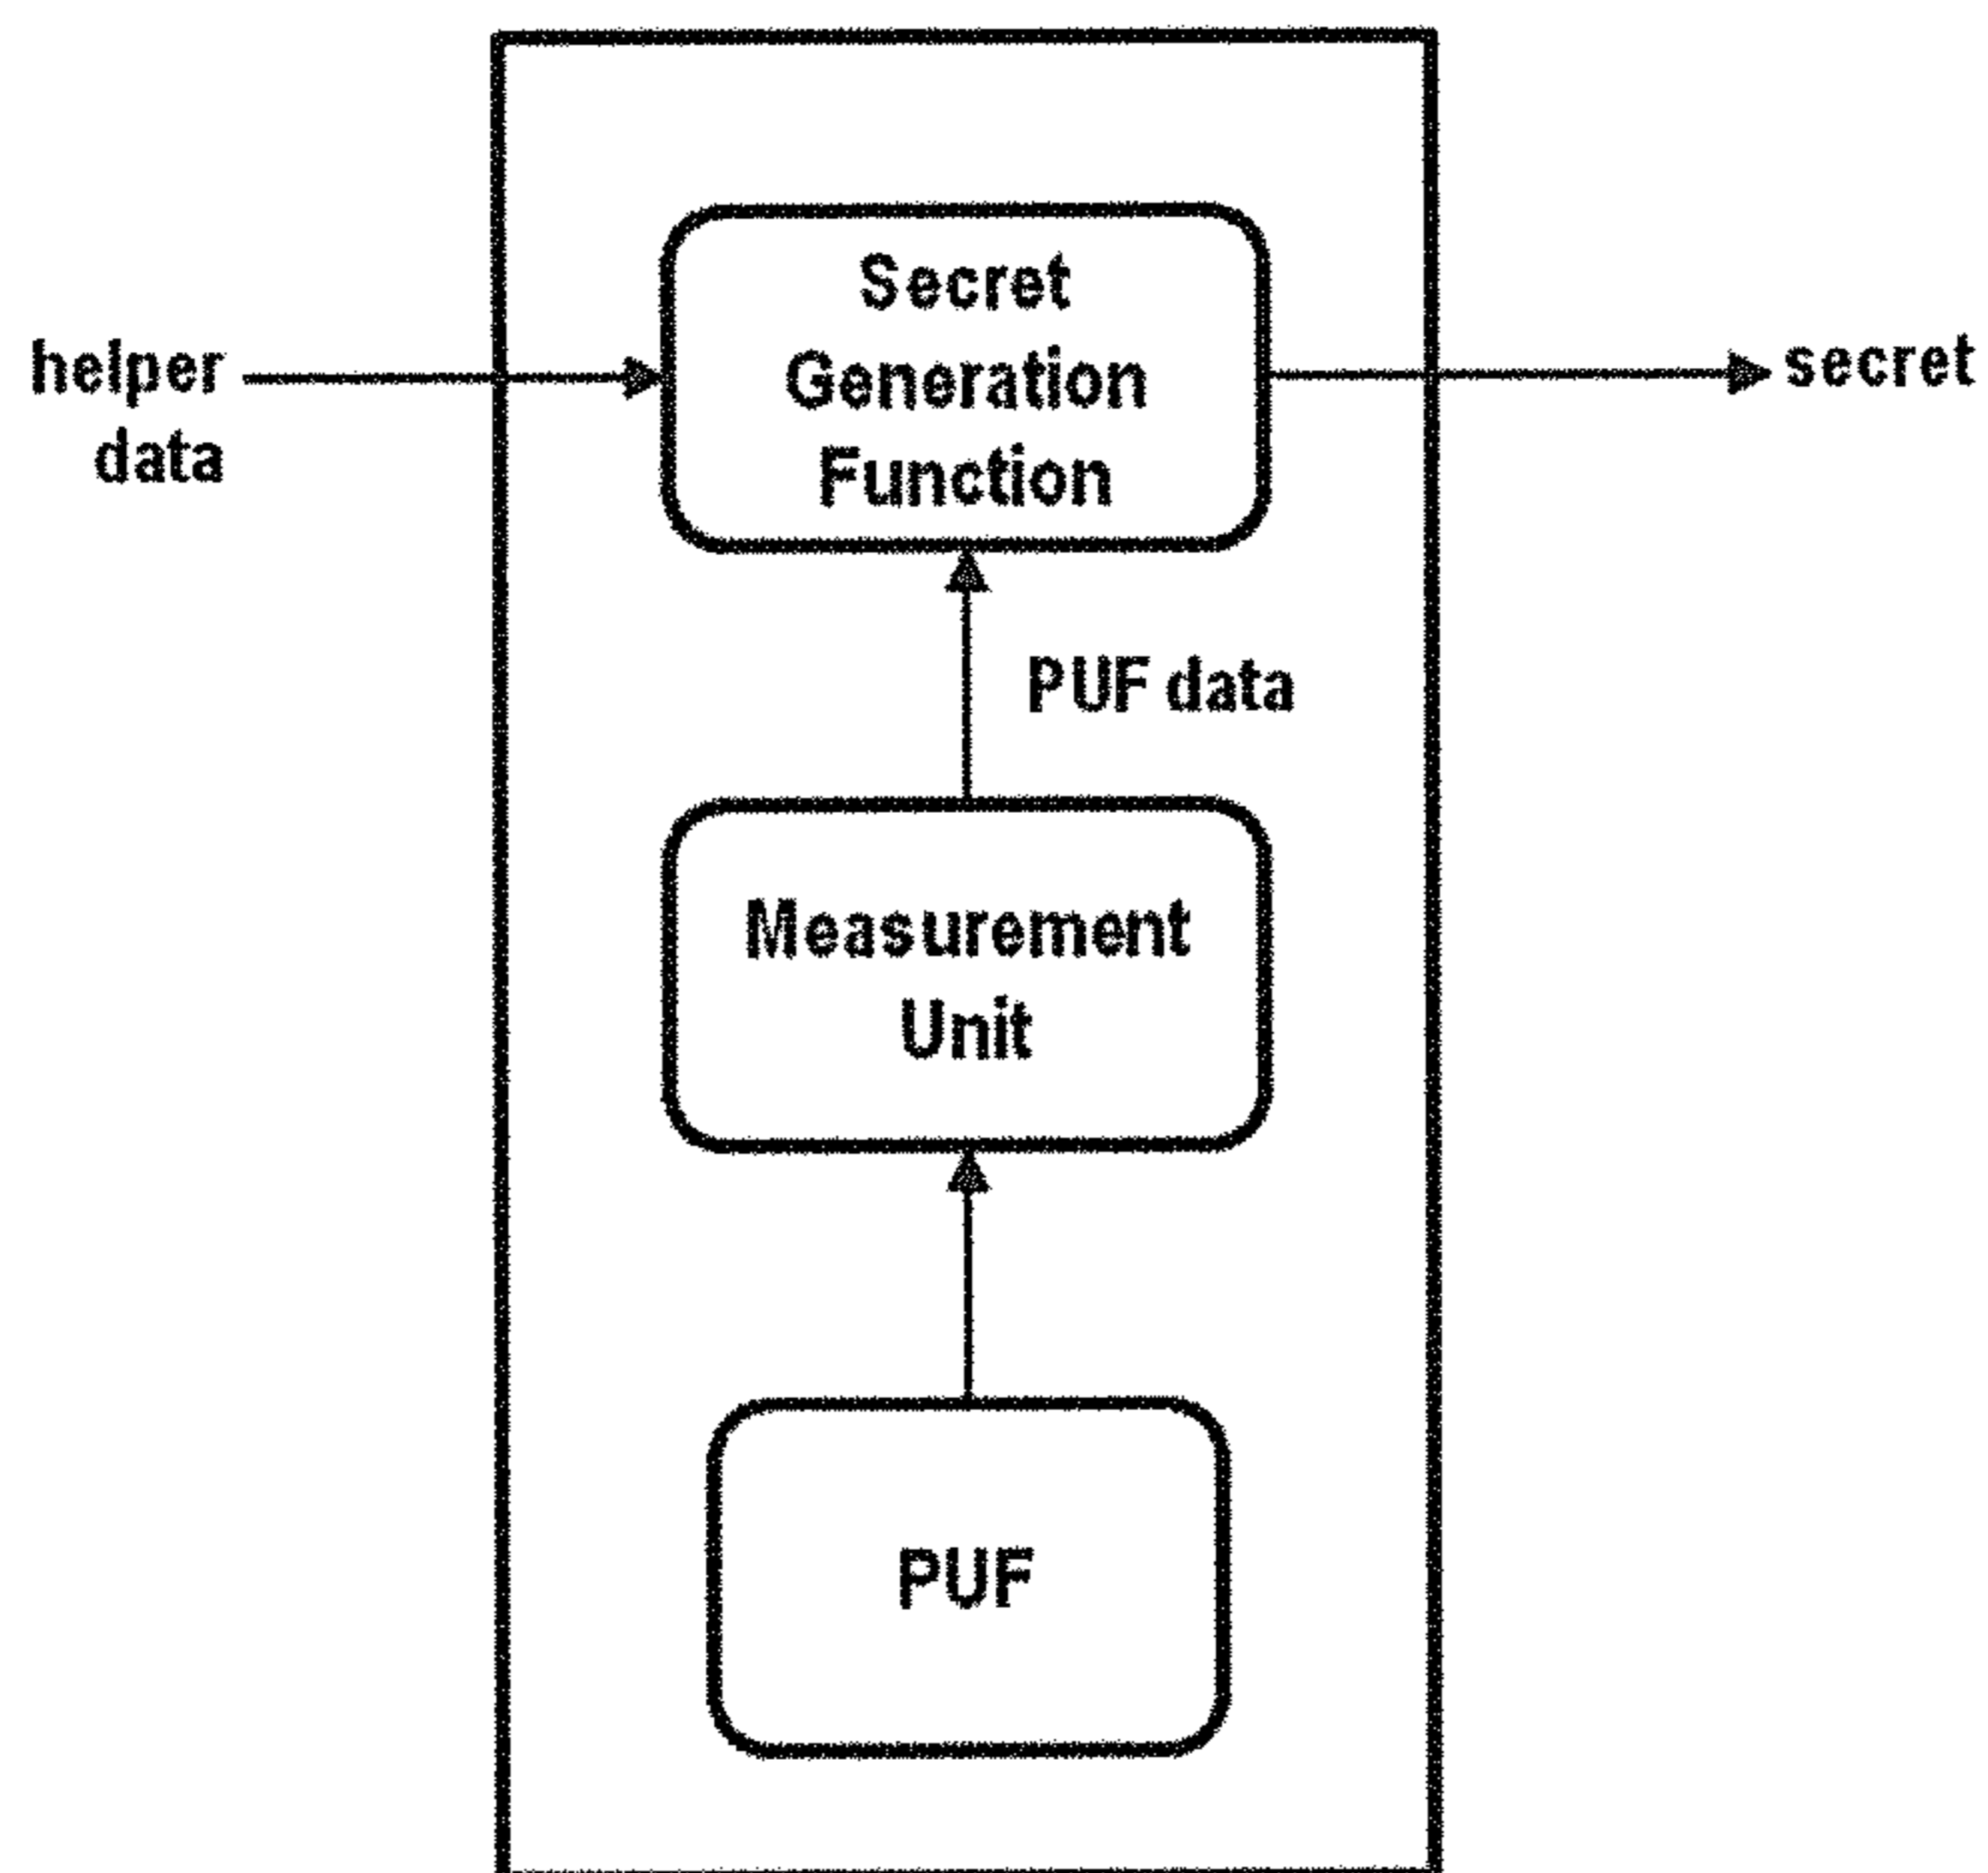 Secret
Generation
Function
helper
data
secret
PUF data
Measurement
Unit
PUF